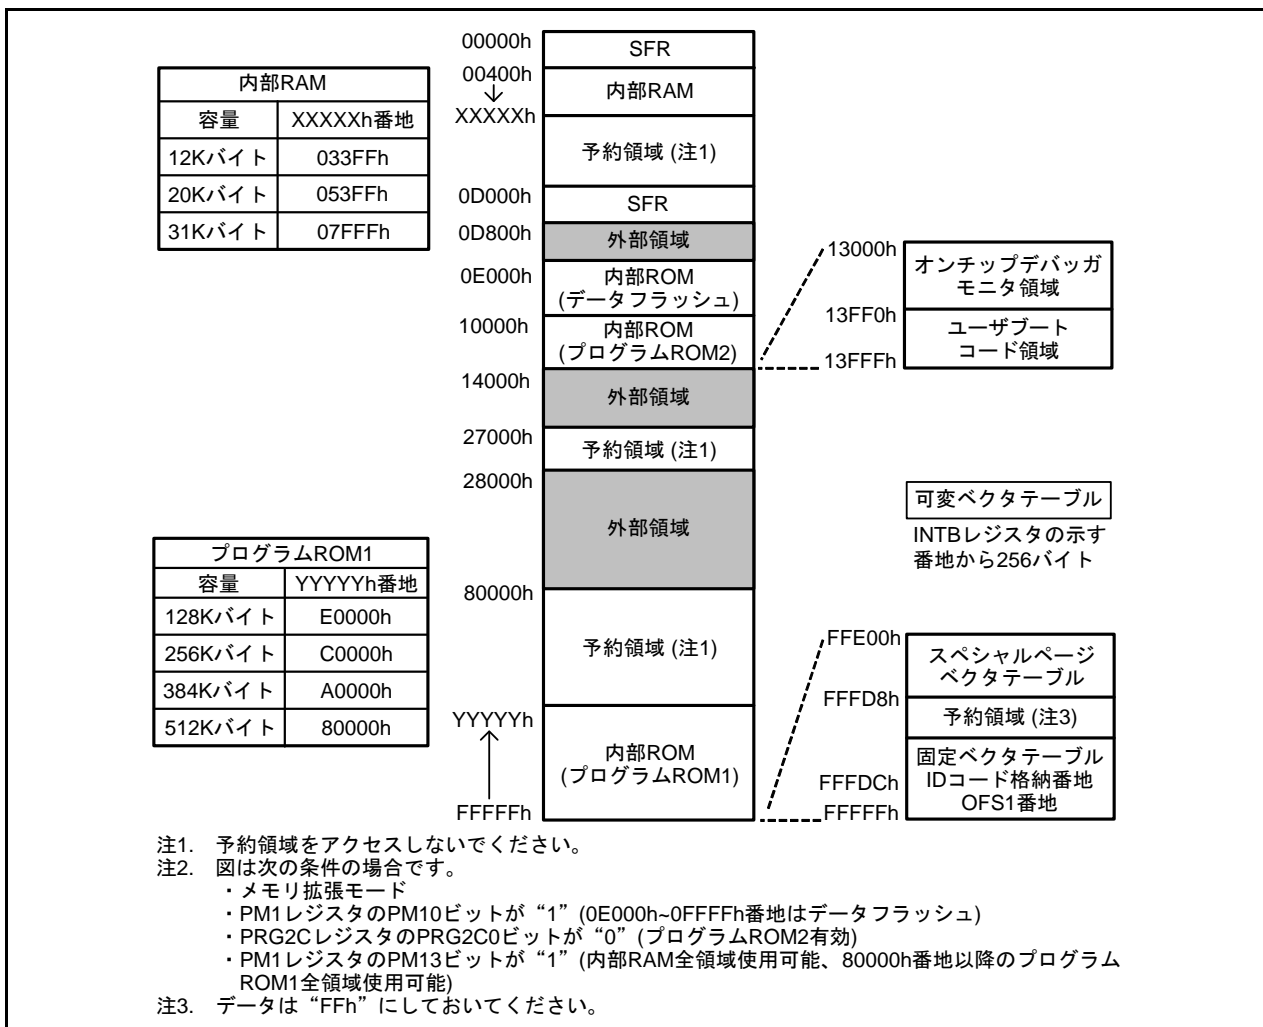 内部RAM
容量 XXXXXh番地
12Kバイト 033FFh
20Kバイト 053FFh
31Kバイト 07FFFh
プログラムROM1
容量 YYYYYh番地
128Kバイト E0000h
256Kバイト C0000h
384Kバイト A0000h
512Kバイト 80000h
00000h
SFR
00400h
↓
XXXXXh
内部RAM
予約領域 (注1)
0D000h
SFR
0D800h
外部領域
0E000h
内部ROM
(データフラッシュ)
10000h
内部ROM
(プログラムROM2)
14000h
外部領域
27000h
予約領域 (注1)
28000h
外部領域
80000h
予約領域 (注1)
YYYYYh
↑
FFFFFh
内部ROM
(プログラムROM1)
13000h
オンチップデバッガ
モニタ領域
13FF0h
ユーザブート
コード領域
13FFFh
可変ベクタテーブル
INTBレジスタの示す
番地から256バイト
FFE00h
スペシャルページ
ベクタテーブル
FFFD8h
予約領域 (注3)
FFFDCh
固定ベクタテーブル
IDコード格納番地
OFS1番地
FFFFFh
注1. 予約領域をアクセスしないでください。
注2. 図は次の条件の場合です。
・メモリ拡張モード
・PM1レジスタのPM10ビットが“1” (0E000h~0FFFFh番地はデータフラッシュ)
・PRG2CレジスタのPRG2C0ビットが“0” (プログラムROM2有効)
・PM1レジスタのPM13ビットが“1” (内部RAM全領域使用可能、80000h番地以降のプログラム
ROM1全領域使用可能)
注3. データは“FFh”にしておいてください。